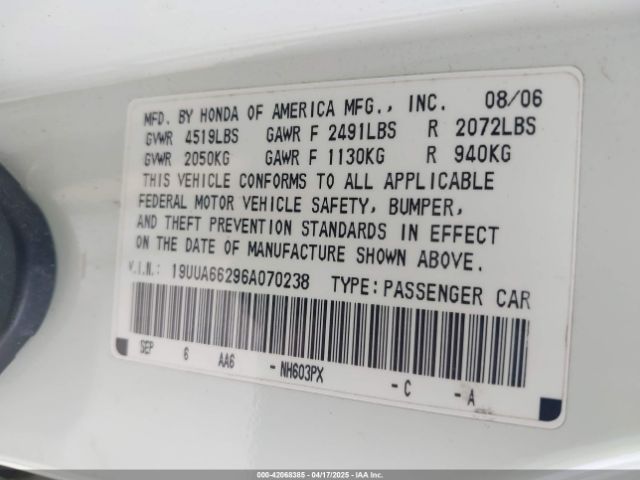 MFD. BY HONDA OF AMERICA MFG., INC. 08/06
GVWR 4519LBS GAWR F 2491LBS R 2072LBS
GVWR 2050KG GAWR F 1130KG R 940KG
THIS VEHICLE CONFORMS TO ALL APPLICABLE
FEDERAL MOTOR VEHICLE SAFETY, BUMPER,
AND THEFT PREVENTION STANDARDS IN EFFECT
ON THE DATE OF MANUFACTURE SHOWN ABOVE.
V.I.N.: 19UUA66296A070238 TYPE:PASSENGER CAR
SEP 6 AA6 - NH603PX - C - A
000-42068385 - 04/17/2025 - IAAI